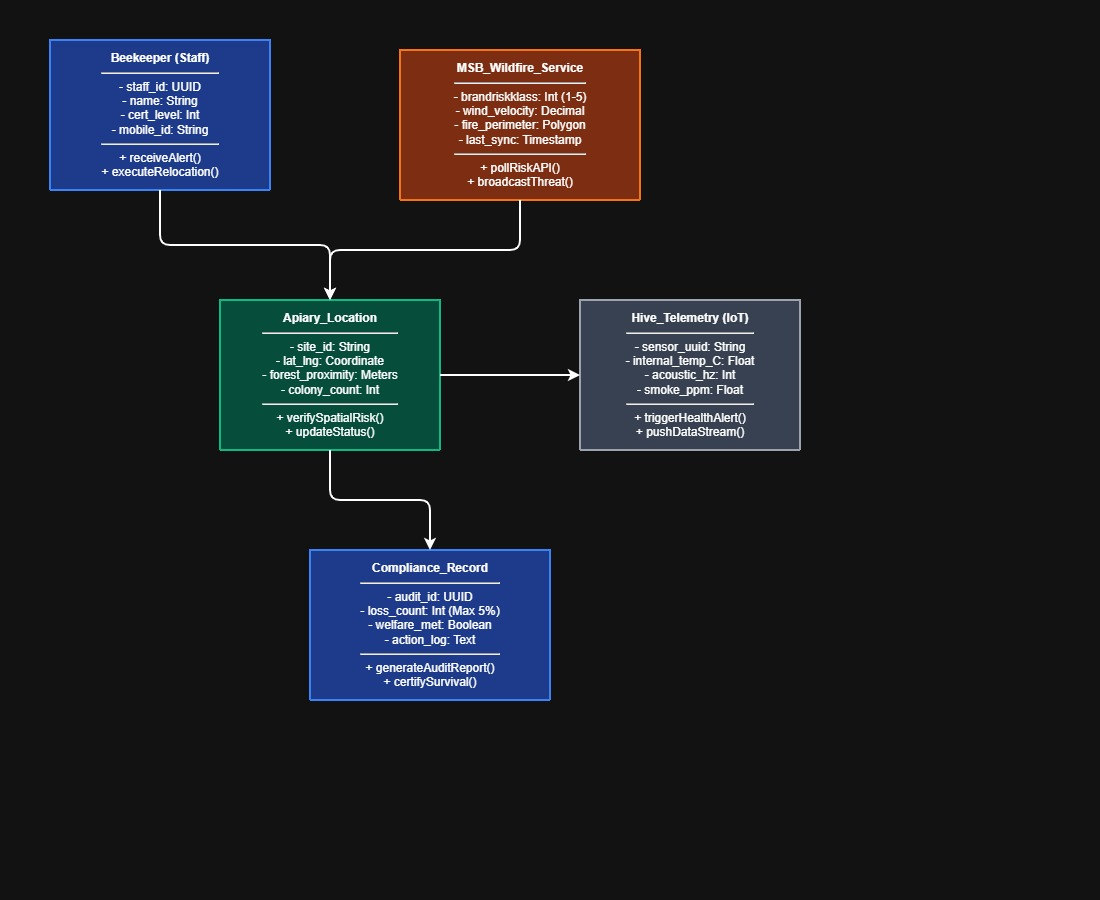 Beekeeper (Staff)
- staff_id: UUID
- name: String
- cert_level: Int
- mobile_id: String
+ receiveAlert()
+ executeRelocation()
MSB_Wildfire_Service
- brandriskklass: Int (1-5)
- wind_velocity: Decimal
- fire_perimeter: Polygon
- last_sync: Timestamp
+ pollRiskAPI()
+ broadcastThreat()
Apiary_Location
- site_id: String
- lat_lng: Coordinate
- forest_proximity: Meters
- colony_count: Int
+ verifySpatialRisk()
+ updateStatus()
Hive_Telemetry (IoT)
- sensor_uuid: String
- internal_temp_C: Float
- acoustic_hz: Int
- smoke_ppm: Float
+ triggerHealthAlert()
+ pushDataStream()
Compliance_Record
- audit_id: UUID
- loss_count: Int (Max 5%)
- welfare_met: Boolean
- action_log: Text
+ generateAuditReport()
+ certifySurvival()